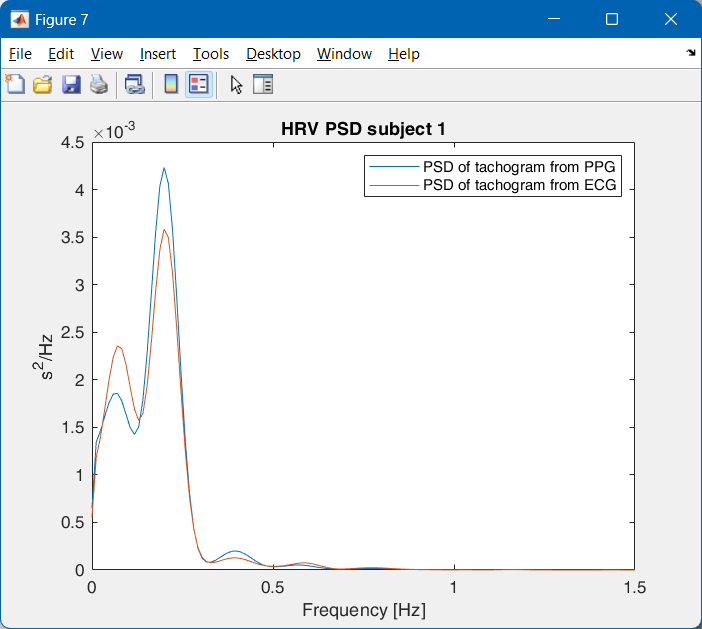 Figure 7
File Edit View Insert Tools Desktop Window Help
×10-3
HRV PSD subject 1
4.5
4
3.5
3
2.5
2
1.5
1
0.5
0
s2/Hz
PSD of tachogram from PPG
PSD of tachogram from ECG
0 0.5 1 1.5
Frequency [Hz]